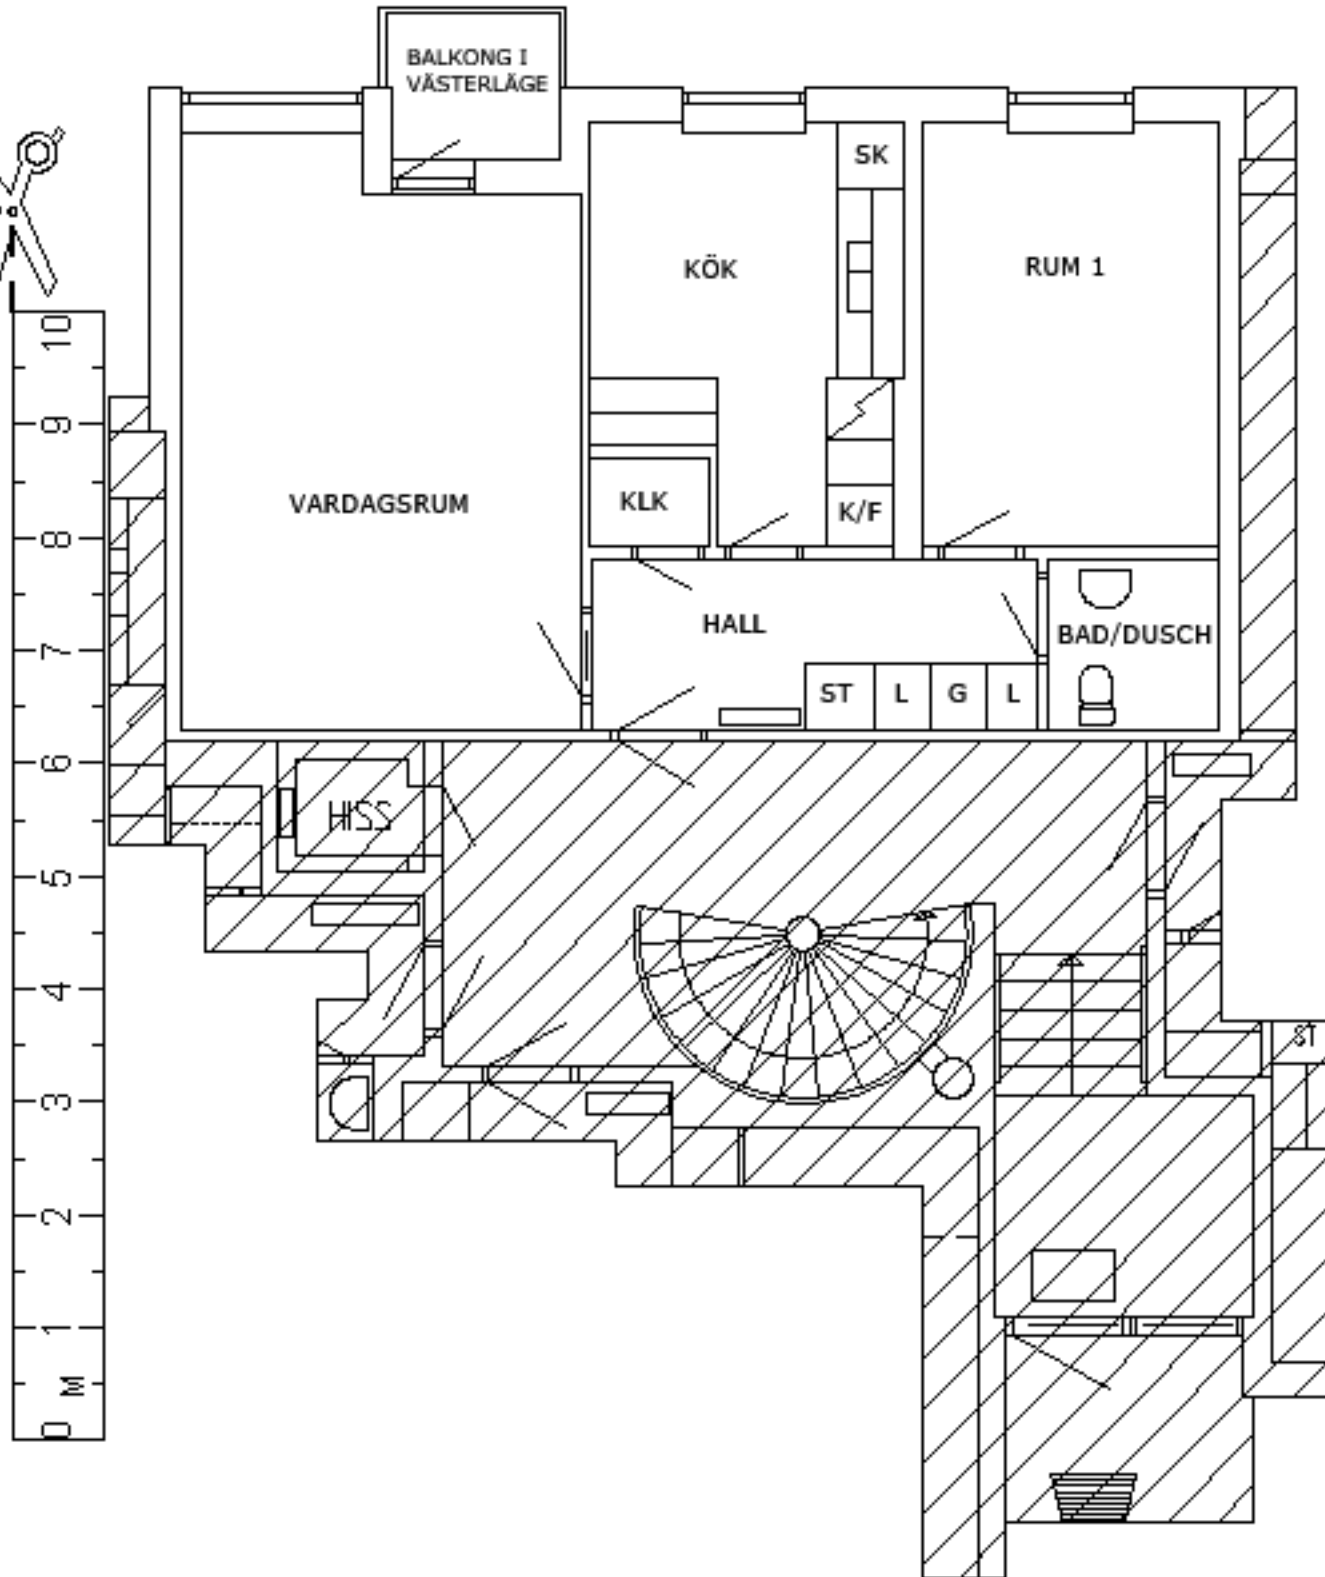 BALKONG I
VÄSTERLÄGE
SK
KÖK
RUM 1
VARDAGSRUM
KLK
K/F
HALL
BAD/DUSCH
ST
L
G
L
HISS
ST
10
9
8
7
6
5
4
3
2
1
M
0